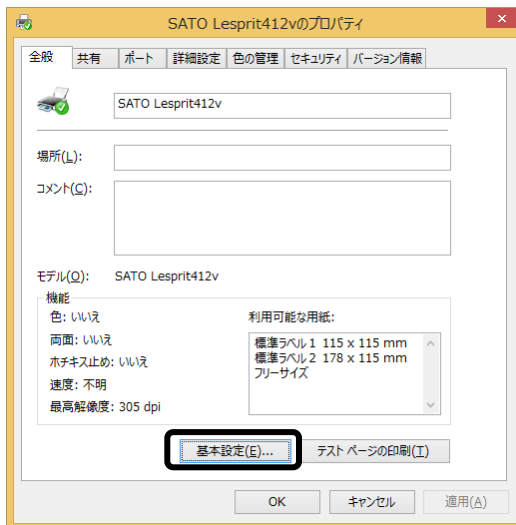 SATO Lesprit412vのプロパティ
全般 共有 ポート 詳細設定 色の管理 セキュリティ バージョン情報
SATO Lesprit412v
場所(L):
コメント(C):
モデル(O): SATO Lesprit412v
機能
色: いいえ
両面: いいえ
ホチキス止め: いいえ
速度: 不明
最高解像度: 305 dpi
利用可能な用紙:
標準ラベル1 115 x 115 mm
標準ラベル2 178 x 115 mm
フリーサイズ
基本設定(E)... テスト ページの印刷(T)
OK キャンセル 適用(A)